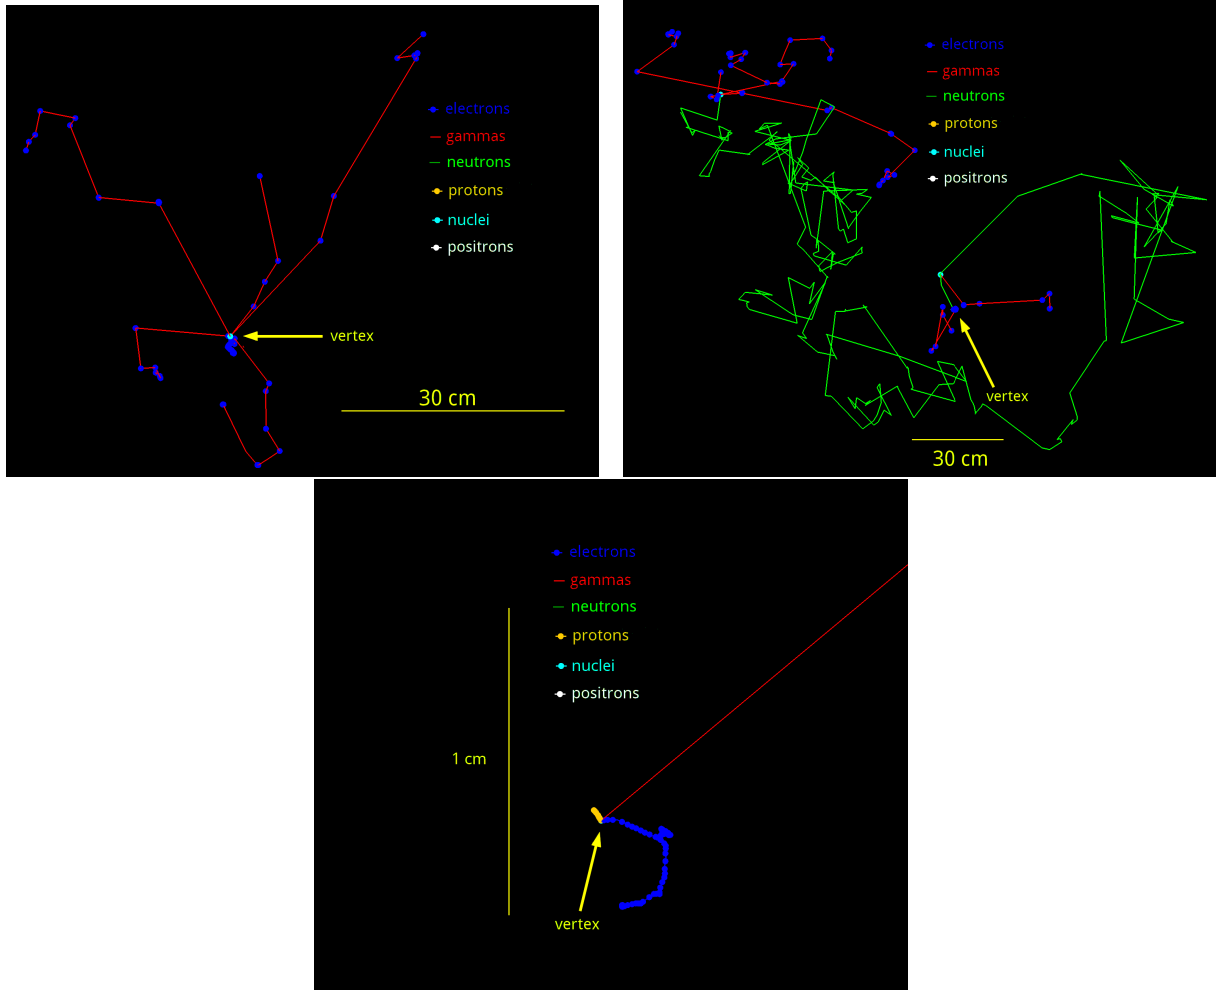 electrons
gammas
neutrons
protons
nuclei
positrons
vertex
30 cm
electrons
gammas
neutrons
protons
nuclei
positrons
vertex
30 cm
electrons
gammas
neutrons
protons
nuclei
positrons
1 cm
vertex